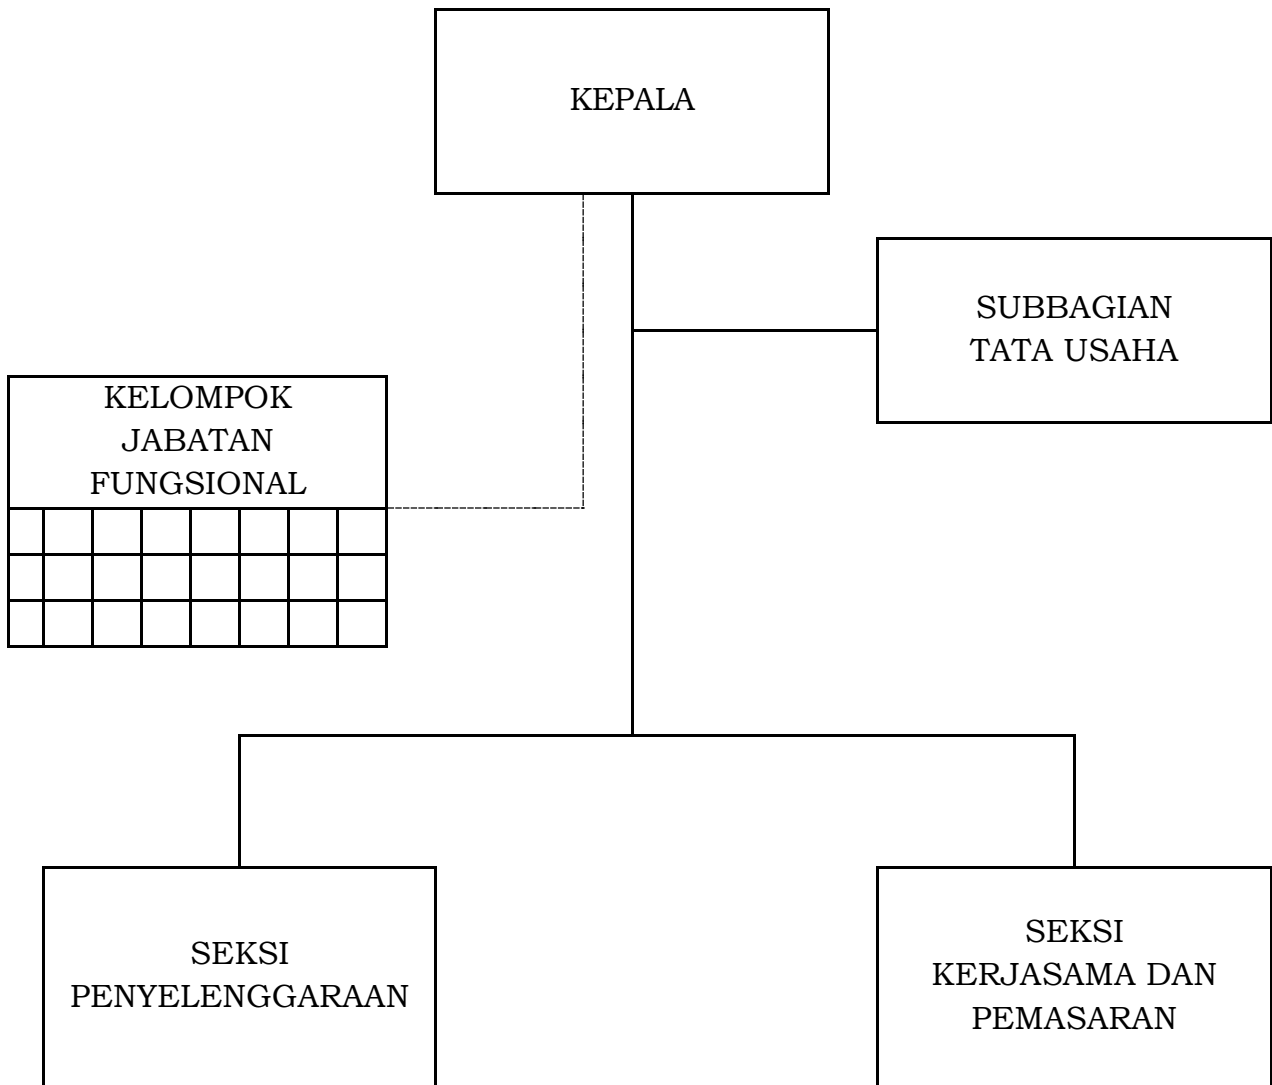 KEPALA
SUBBAGIAN
TATA USAHA
KELOMPOK
JABATAN
FUNGSIONAL
SEKSI
PENYELENGGARAAN
SEKSI
KERJASAMA DAN
PEMASARAN